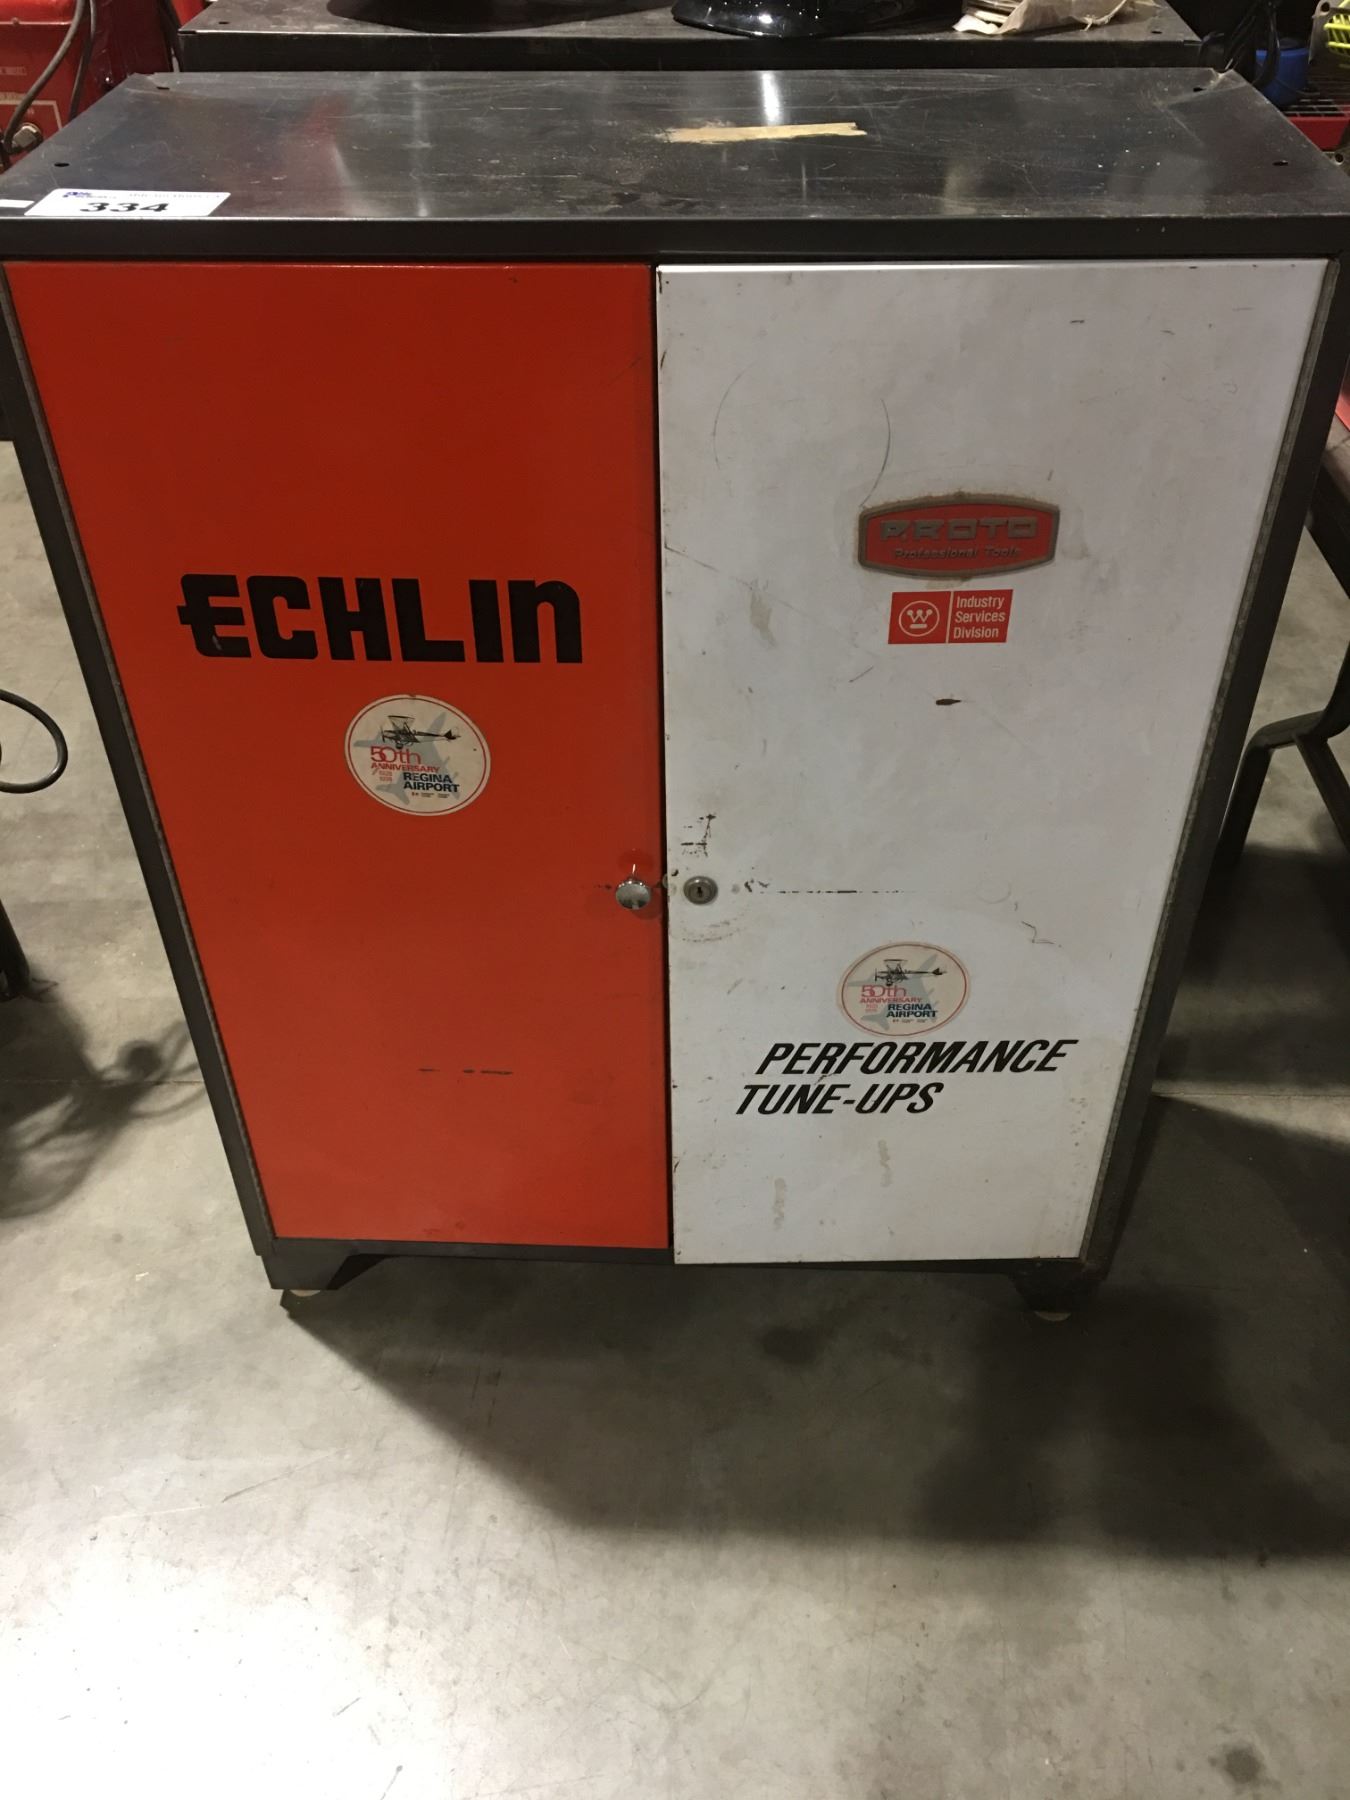 334
ECHLIN
PROTO
Professional Tools
W
Industry
Services
Division
50th
ANNIVERSARY
REGINA
AIRPORT
50th
ANNIVERSARY
REGINA
AIRPORT
PERFORMANCE
TUNE-UPS